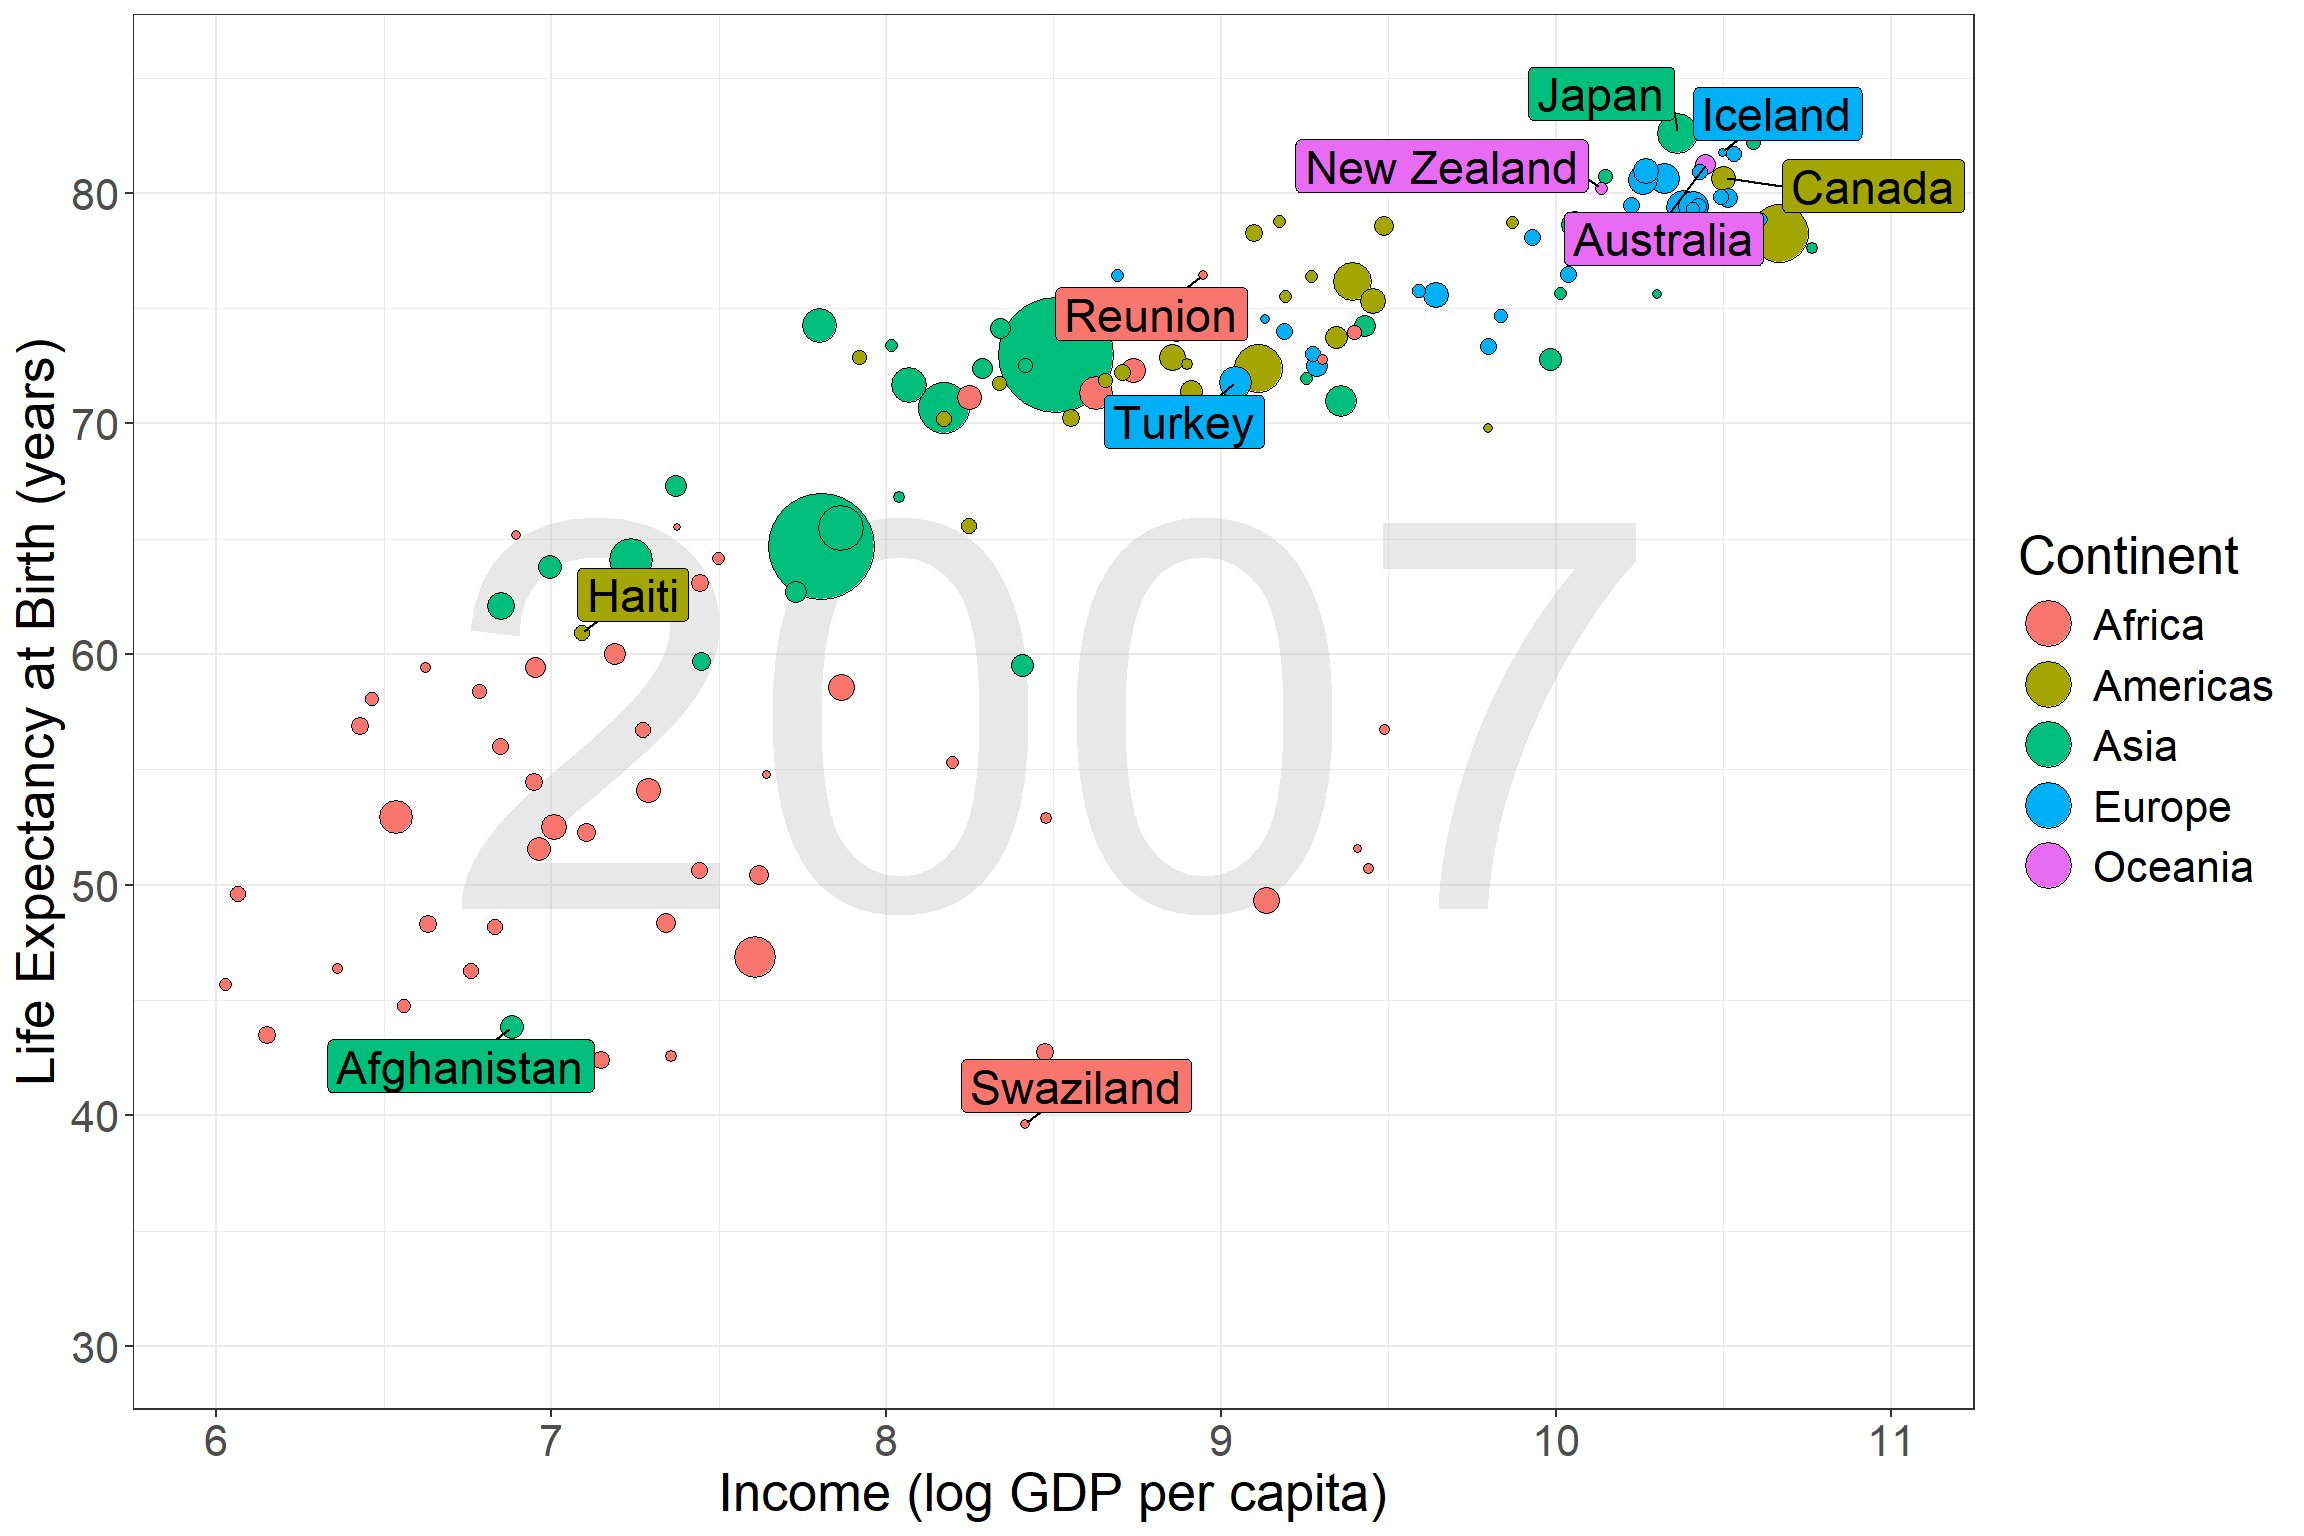 Japan
Iceland
New Zealand
Canada
Australia
Reunion
Turkey
Haiti
2007
Afghanistan
Swaziland
Life Expectancy at Birth (years)
80
70
60
50
40
30
6 7 8 9 10 11
Income (log GDP per capita)
Continent
Africa
Americas
Asia
Europe
Oceania